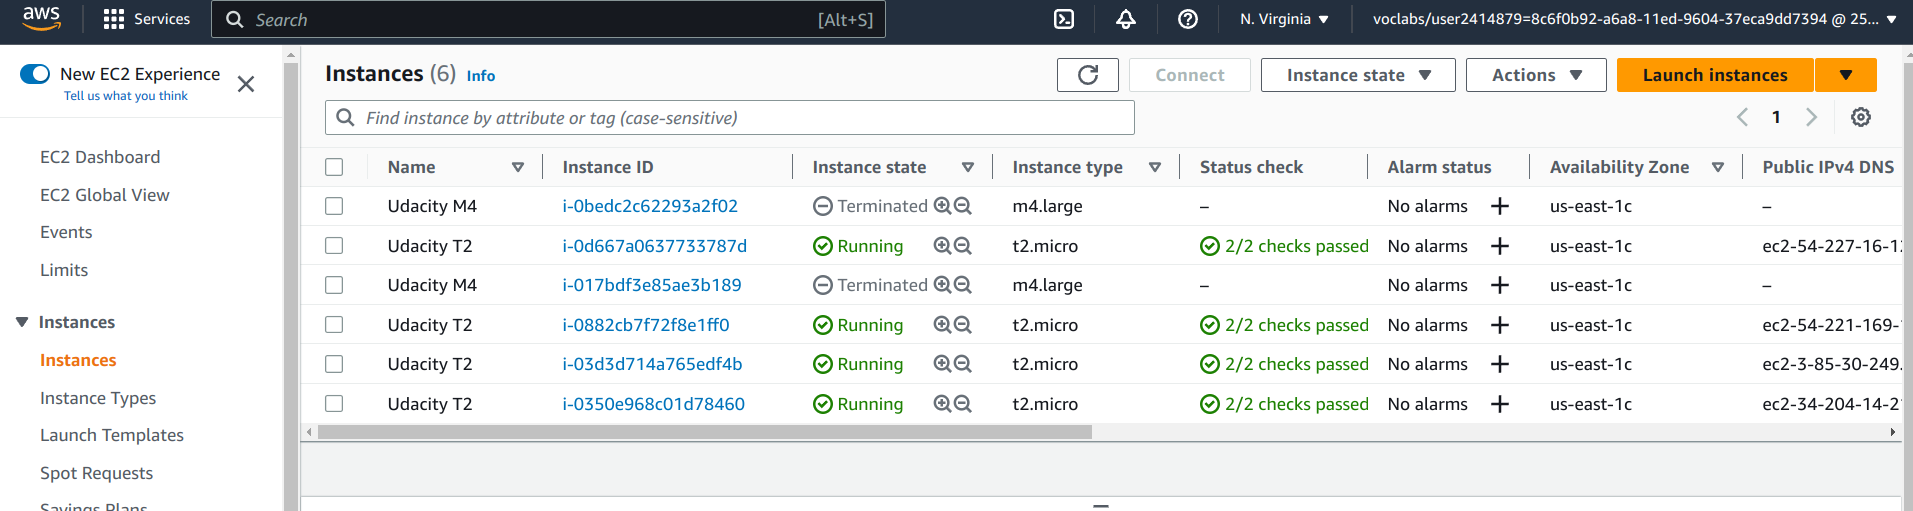 aws Services Search [Alt+S] N. Virginia voclabs/user2414879=8c6f0b92-a6a8-11ed-9604-37eca9dd7394 @ 25...
New EC2 Experience
Tell us what you think
EC2 Dashboard
EC2 Global View
Events
Limits
Instances
Instances
Instance Types
Launch Templates
Spot Requests
Savings Plans
Instances (6) Info Connect Instance state Actions Launch instances
Find instance by attribute or tag (case-sensitive) 1
Name Instance ID Instance state Instance type Status check Alarm status Availability Zone Public IPv4 DNS
Udacity M4 i-0bedc2c62293a2f02 Terminated m4.large – No alarms us-east-1c –
Udacity T2 i-0d667a0637733787d Running t2.micro 2/2 checks passed No alarms us-east-1c ec2-54-227-16-12
Udacity M4 i-017bdf3e85ae3b189 Terminated m4.large – No alarms us-east-1c –
Udacity T2 i-0882cb7f72f8e1ff0 Running t2.micro 2/2 checks passed No alarms us-east-1c ec2-54-221-169-
Udacity T2 i-03d3d714a765edf4b Running t2.micro 2/2 checks passed No alarms us-east-1c ec2-3-85-30-249.
Udacity T2 i-0350e968c01d78460 Running t2.micro 2/2 checks passed No alarms us-east-1c ec2-34-204-14-2